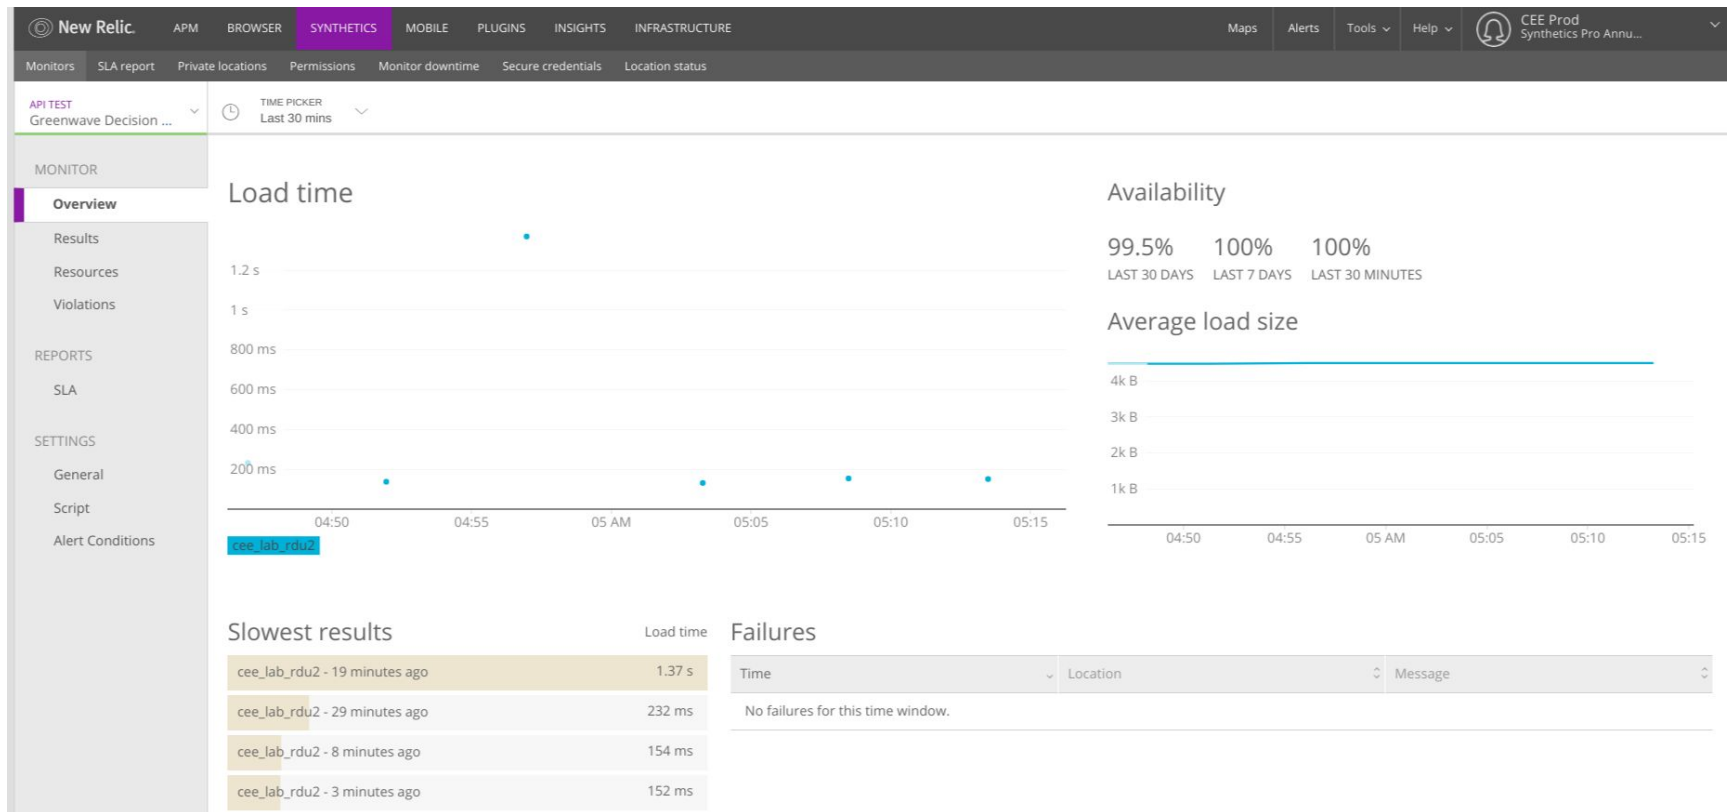 New Relic. APM BROWSER SYNTHETICS MOBILE PLUGINS INSIGHTS INFRASTRUCTURE Maps Alerts Tools Help CEE Prod
Synthetics Pro Annu...
Monitors SLA report Private locations Permissions Monitor downtime Secure credentials Location status
API TEST
Greenwave Decision ...
TIME PICKER
Last 30 mins
MONITOR
Overview
Results
Resources
Violations
REPORTS
SLA
SETTINGS
General
Script
Alert Conditions
Load time
1.2 s
1 s
800 ms
600 ms
400 ms
200 ms
04:50 04:55 05 AM 05:05 05:10 05:15
cee_lab_rdu2
Availability
99.5% 100% 100%
LAST 30 DAYS LAST 7 DAYS LAST 30 MINUTES
Average load size
4k B
3k B
2k B
1k B
04:50 04:55 05 AM 05:05 05:10 05:15
Slowest results Load time
cee_lab_rdu2 - 19 minutes ago 1.37 s
cee_lab_rdu2 - 29 minutes ago 232 ms
cee_lab_rdu2 - 8 minutes ago 154 ms
cee_lab_rdu2 - 3 minutes ago 152 ms
Failures
Time Location Message
No failures for this time window.